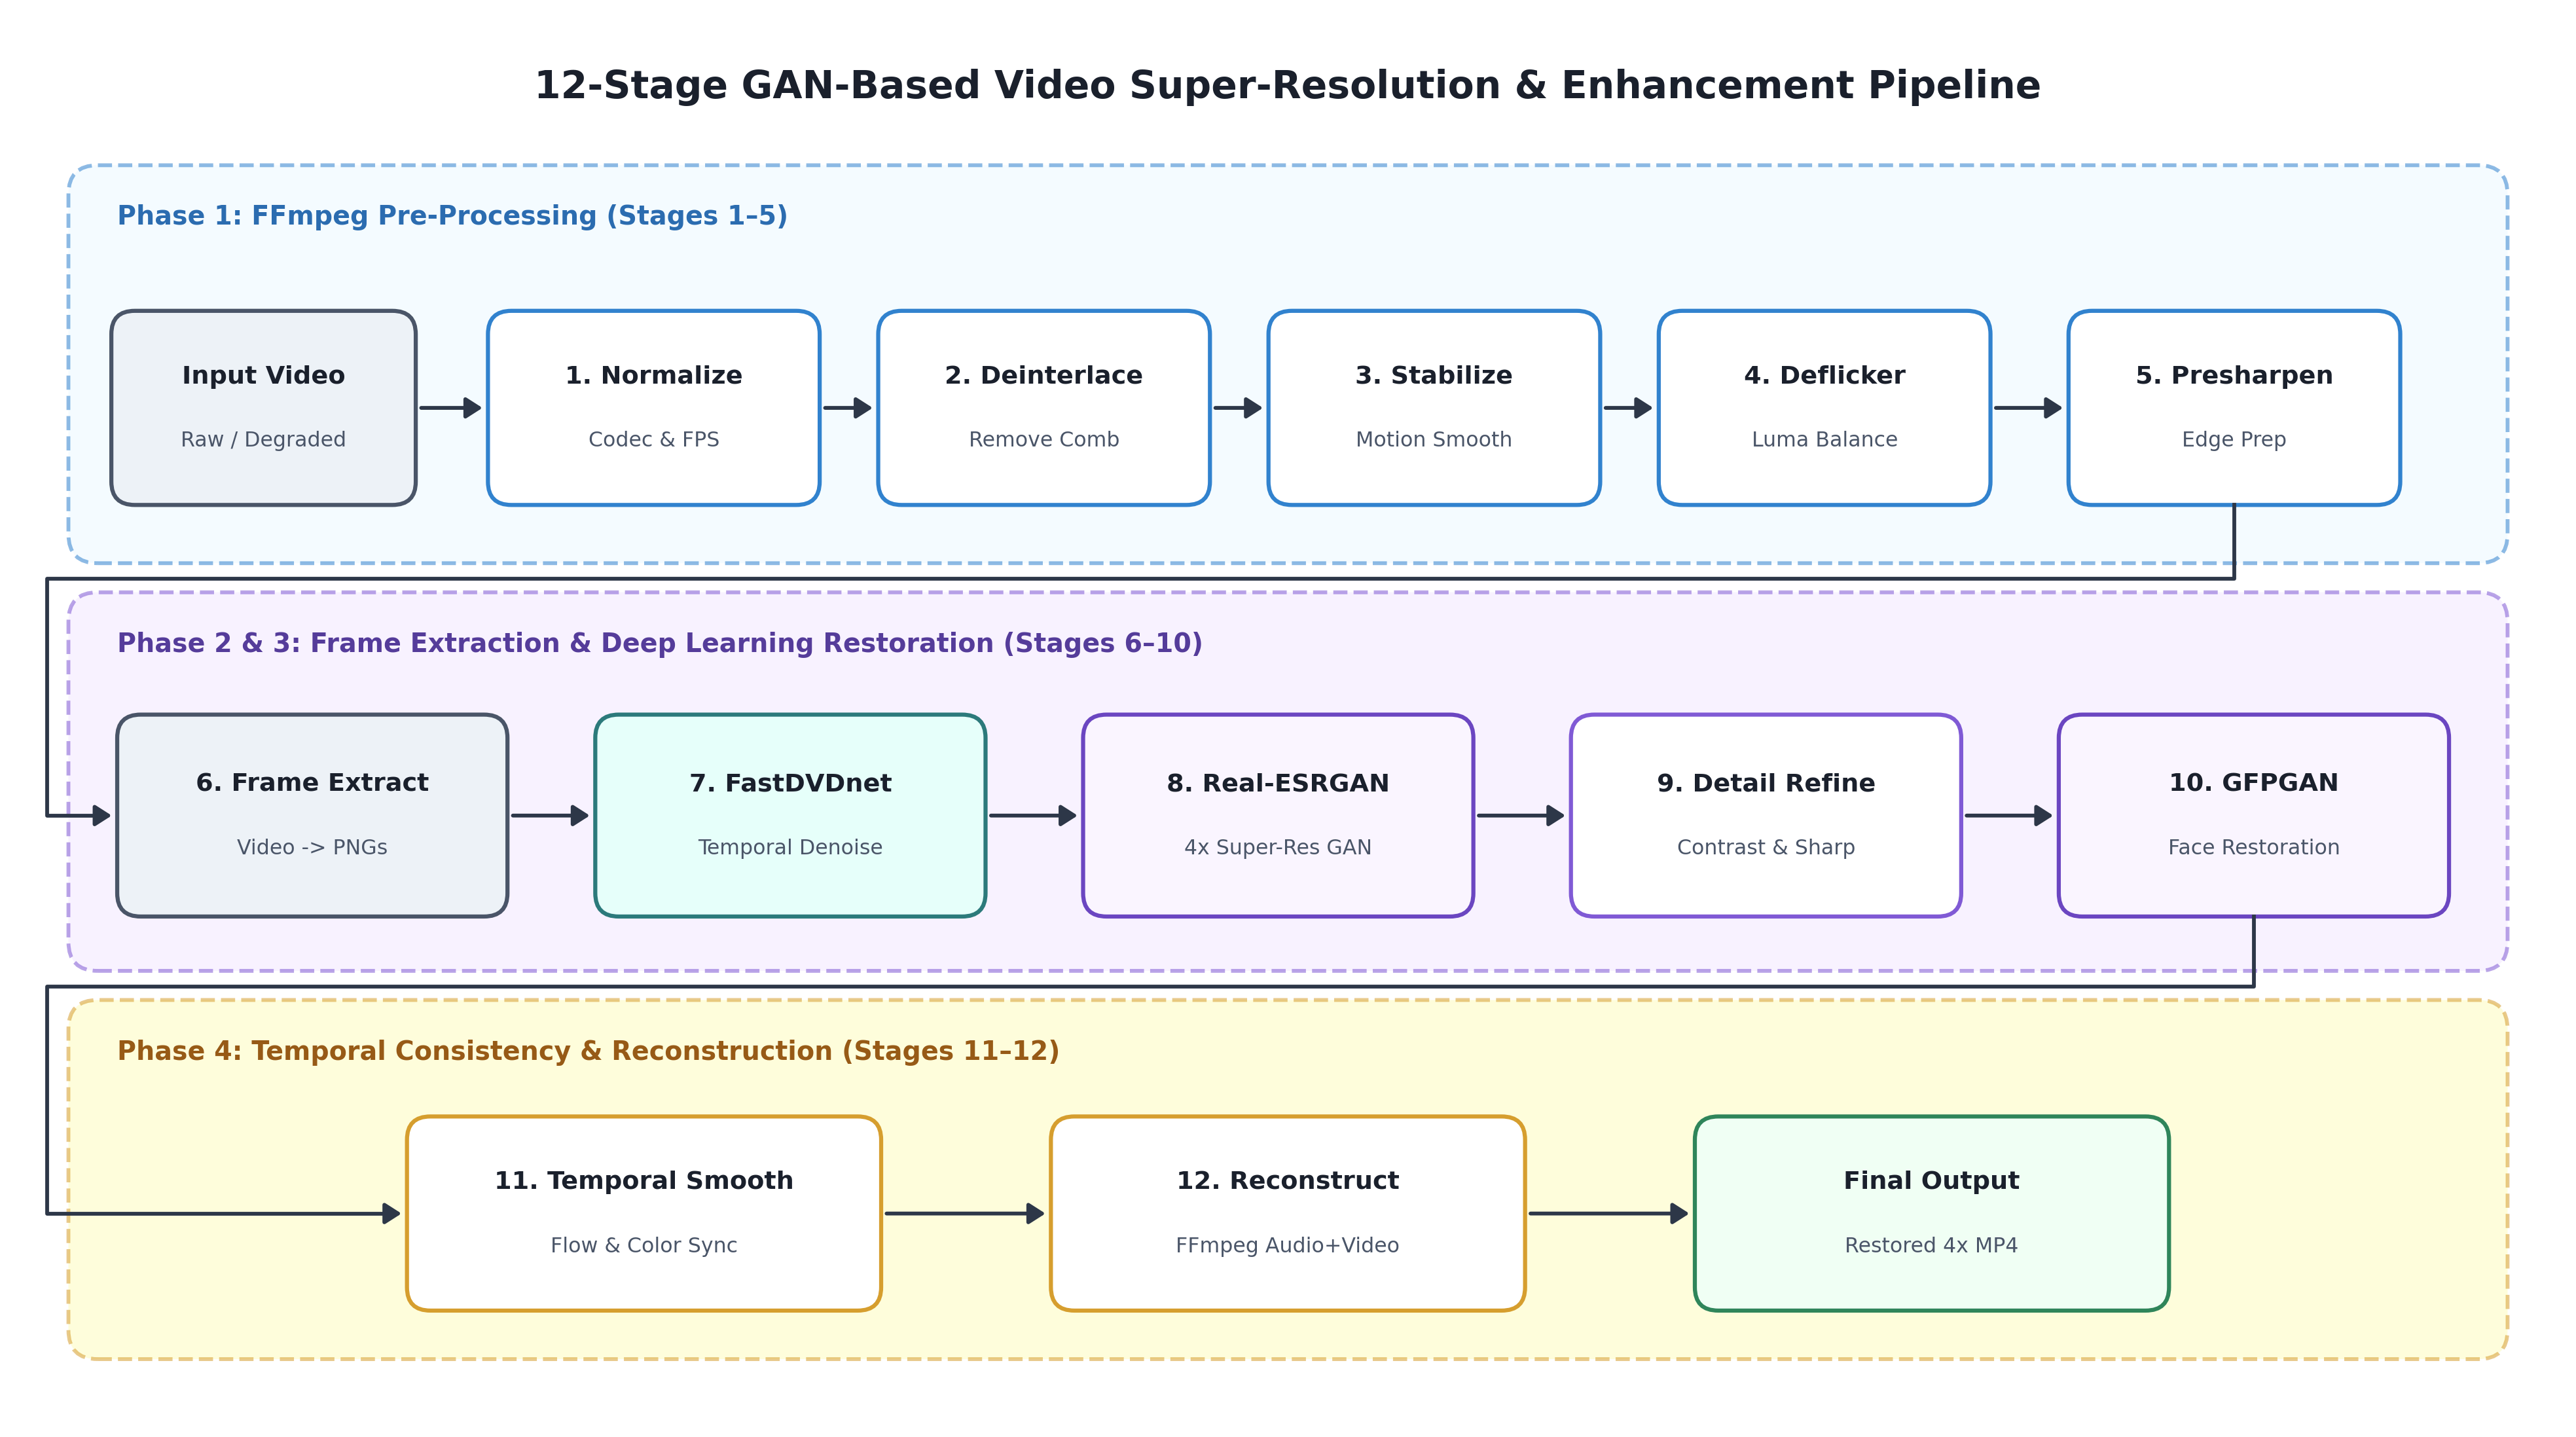 12-Stage GAN-Based Video Super-Resolution & Enhancement Pipeline
Phase 1: FFmpeg Pre-Processing (Stages 1–5)
Input Video
Raw / Degraded
1. Normalize
Codec & FPS
2. Deinterlace
Remove Comb
3. Stabilize
Motion Smooth
4. Deflicker
Luma Balance
5. Presharpen
Edge Prep
Phase 2 & 3: Frame Extraction & Deep Learning Restoration (Stages 6–10)
6. Frame Extract
Video -> PNGs
7. FastDVDnet
Temporal Denoise
8. Real-ESRGAN
4x Super-Res GAN
9. Detail Refine
Contrast & Sharp
10. GFPGAN
Face Restoration
Phase 4: Temporal Consistency & Reconstruction (Stages 11–12)
11. Temporal Smooth
Flow & Color Sync
12. Reconstruct
FFmpeg Audio+Video
Final Output
Restored 4x MP4